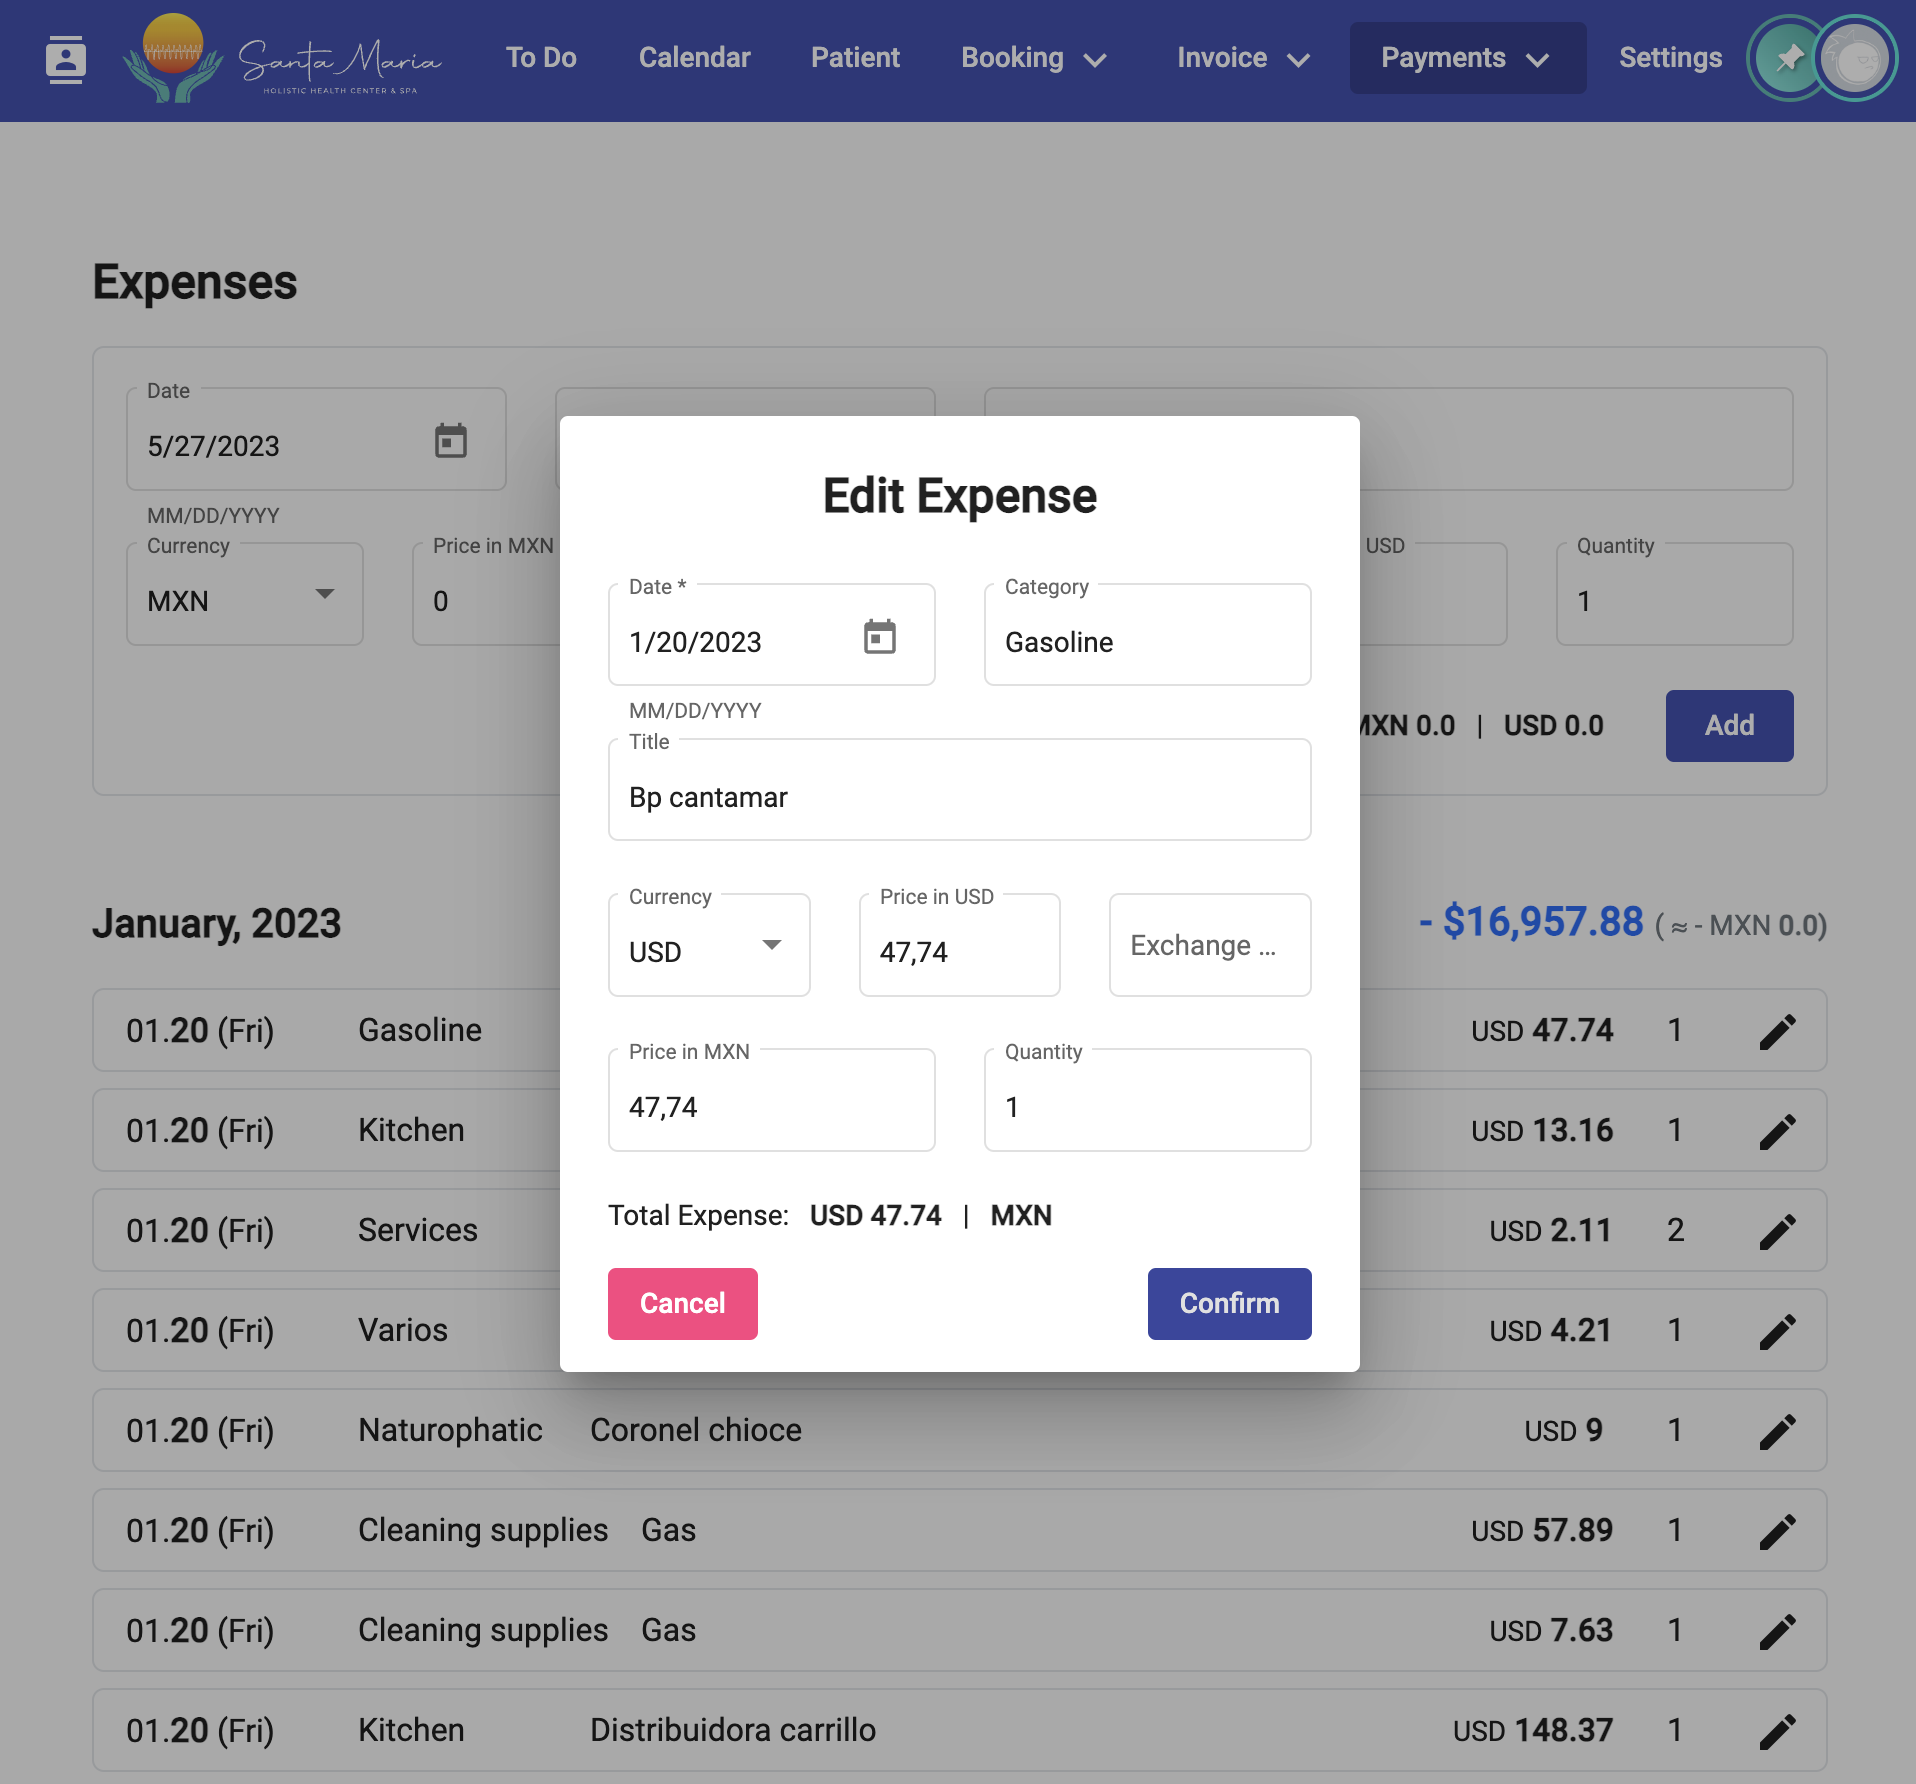 Santa Maria
HOLISTIC HEALTH CENTER & SPA
To Do
Calendar
Patient
Booking
Invoice
Payments
Settings
Expenses
Date
5/27/2023
MM/DD/YYYY
Currency
MXN
Price in MXN
0
USD
Quantity
1
MXN 0.0 | USD 0.0
Add
Edit Expense
Date *
1/20/2023
MM/DD/YYYY
Category
Gasoline
Title
Bp cantamar
Currency
USD
Price in USD
47,74
Exchange ...
Price in MXN
47,74
Quantity
1
Total Expense: USD 47.74 | MXN
Cancel
Confirm
January, 2023
- $16,957.88 ( ≈ - MXN 0.0)
01.20 (Fri) Gasoline USD 47.74 1
01.20 (Fri) Kitchen USD 13.16 1
01.20 (Fri) Services USD 2.11 2
01.20 (Fri) Varios USD 4.21 1
01.20 (Fri) Naturophatic Coronel chioce USD 9 1
01.20 (Fri) Cleaning supplies Gas USD 57.89 1
01.20 (Fri) Cleaning supplies Gas USD 7.63 1
01.20 (Fri) Kitchen Distribuidora carrillo USD 148.37 1